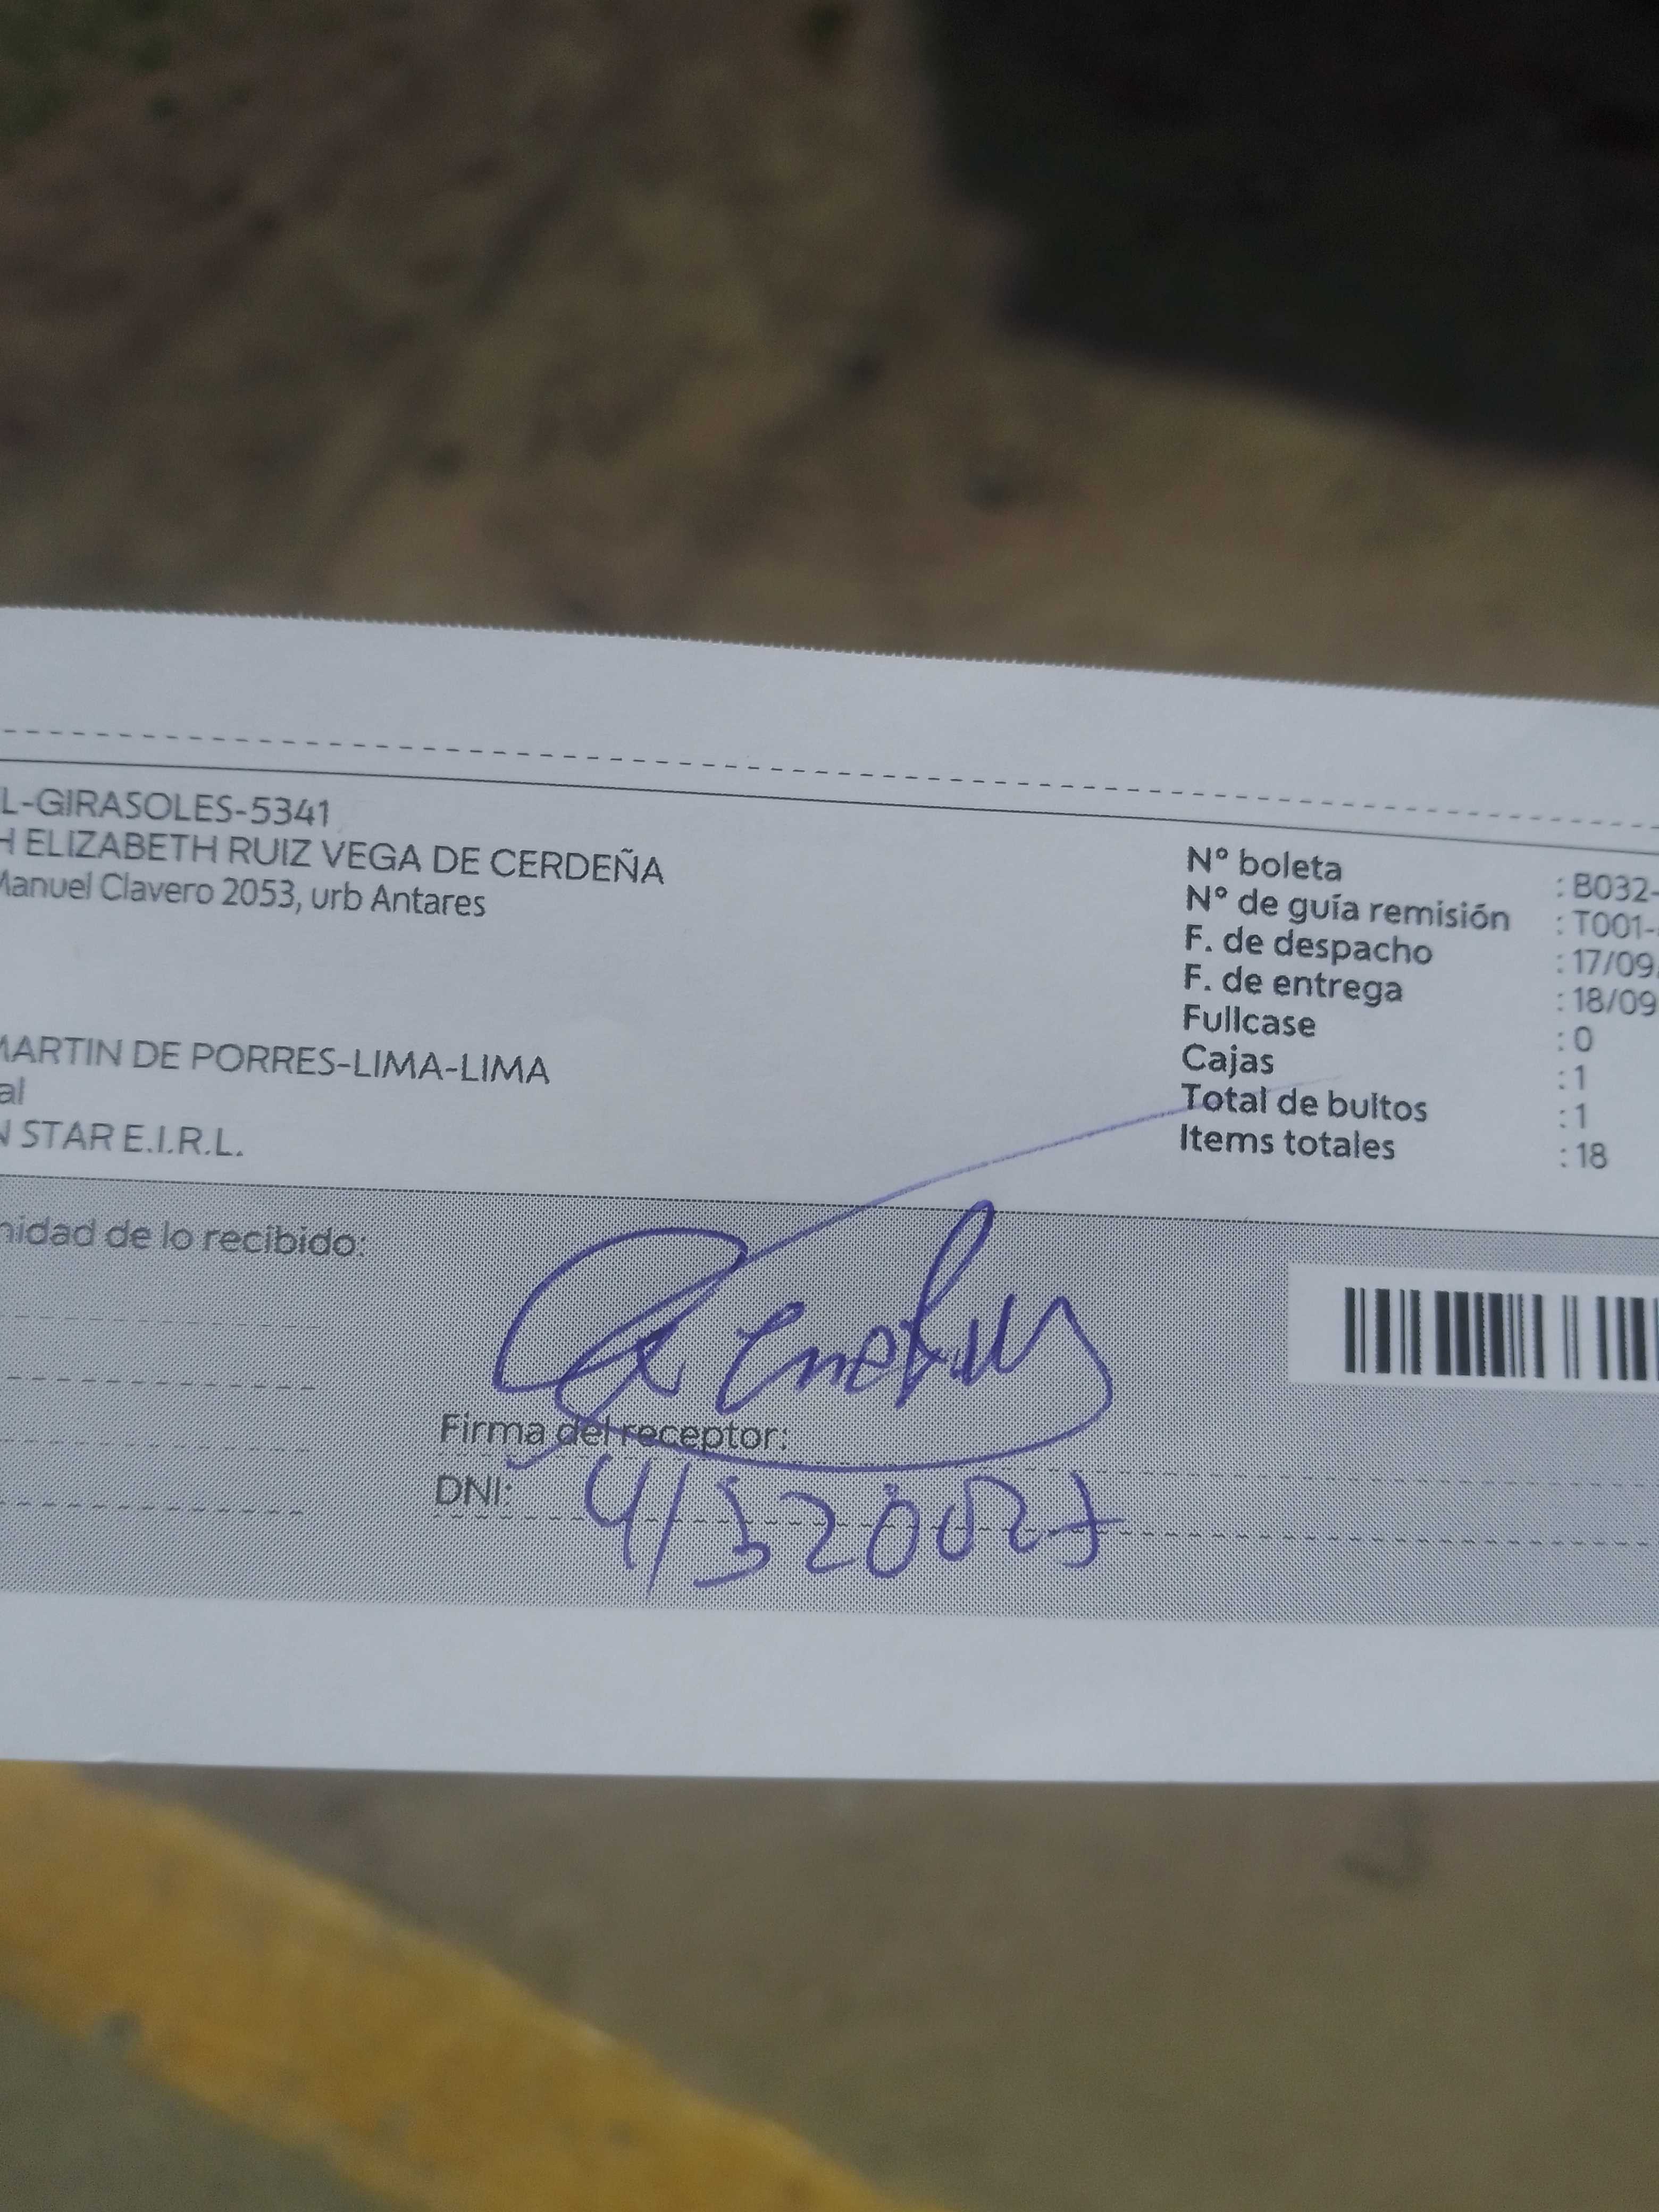 L-GIRASOLES-5341
H ELIZABETH RUIZ VEGA DE CERDEÑA
Manuel Clavero 2053, urb Antares
MARTIN DE PORRES-LIMA-LIMA
al
N STAR E.I.R.L.
Nº boleta : B032-
Nº de guía remisión : T001-
F. de despacho : 17/09
F. de entrega : 18/09
Fullcase : 0
Cajas : 1
Total de bultos : 1
Items totales : 18
nidad de lo recibido:
Firma del receptor:
DNI: